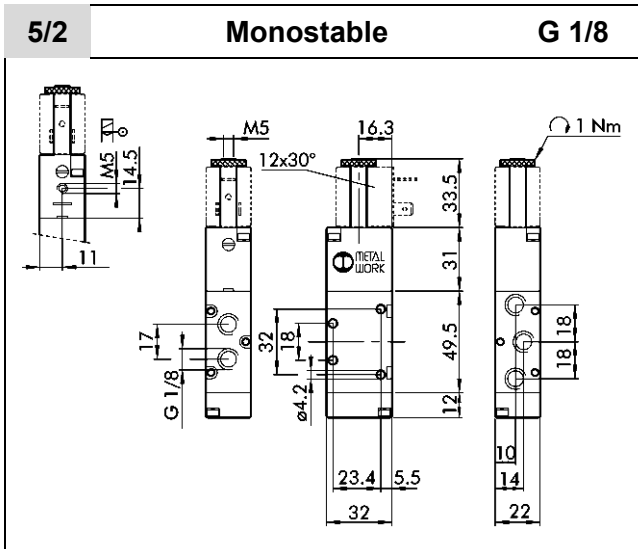 5/2 Monostable G 1/8
M5
16.3
1 Nm
12x30°
M5
14.5
33.5
11
METAL
WORK
31
17
32
18
49.5
18
18
G 1/8
ø4.2
12
10
23.4
5.5
14
32
22